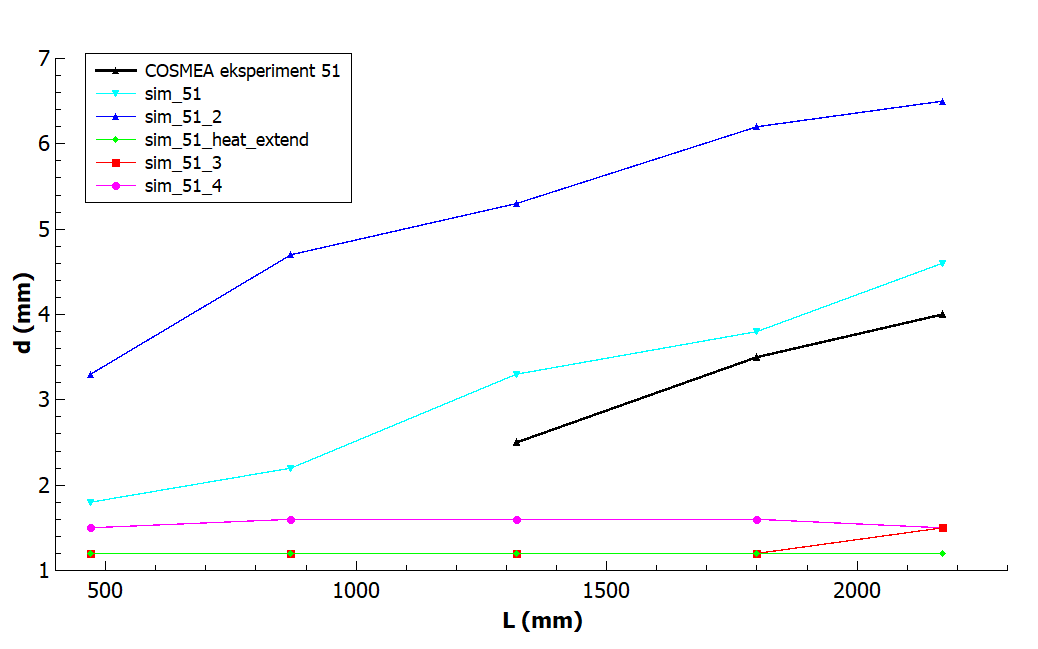 COSMEA eksperiment 51
sim_51
sim_51_2
sim_51_heat_extend
sim_51_3
sim_51_4
7
6
5
4
3
2
1
d (mm)
500 1000 1500 2000
L (mm)